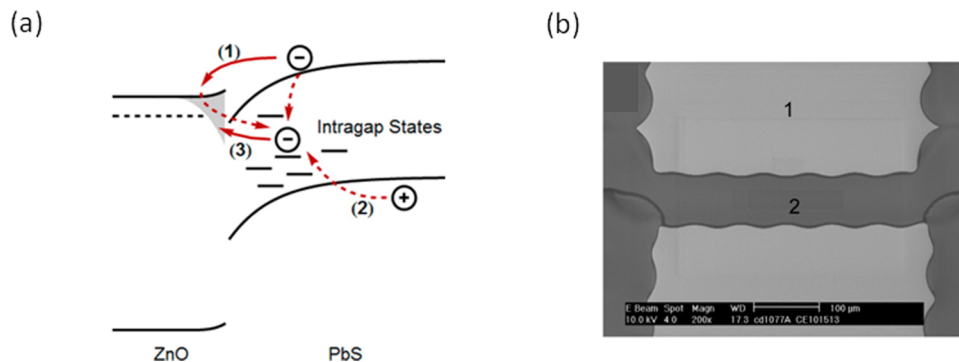 (a)
(b)
(1)
Intragap States
(3)
(2)
ZnO
PbS
1
2
E Beam Spot Magn WD 100 µm
10.0 kV 4.0 200x 17.3 cd1077A CE101513